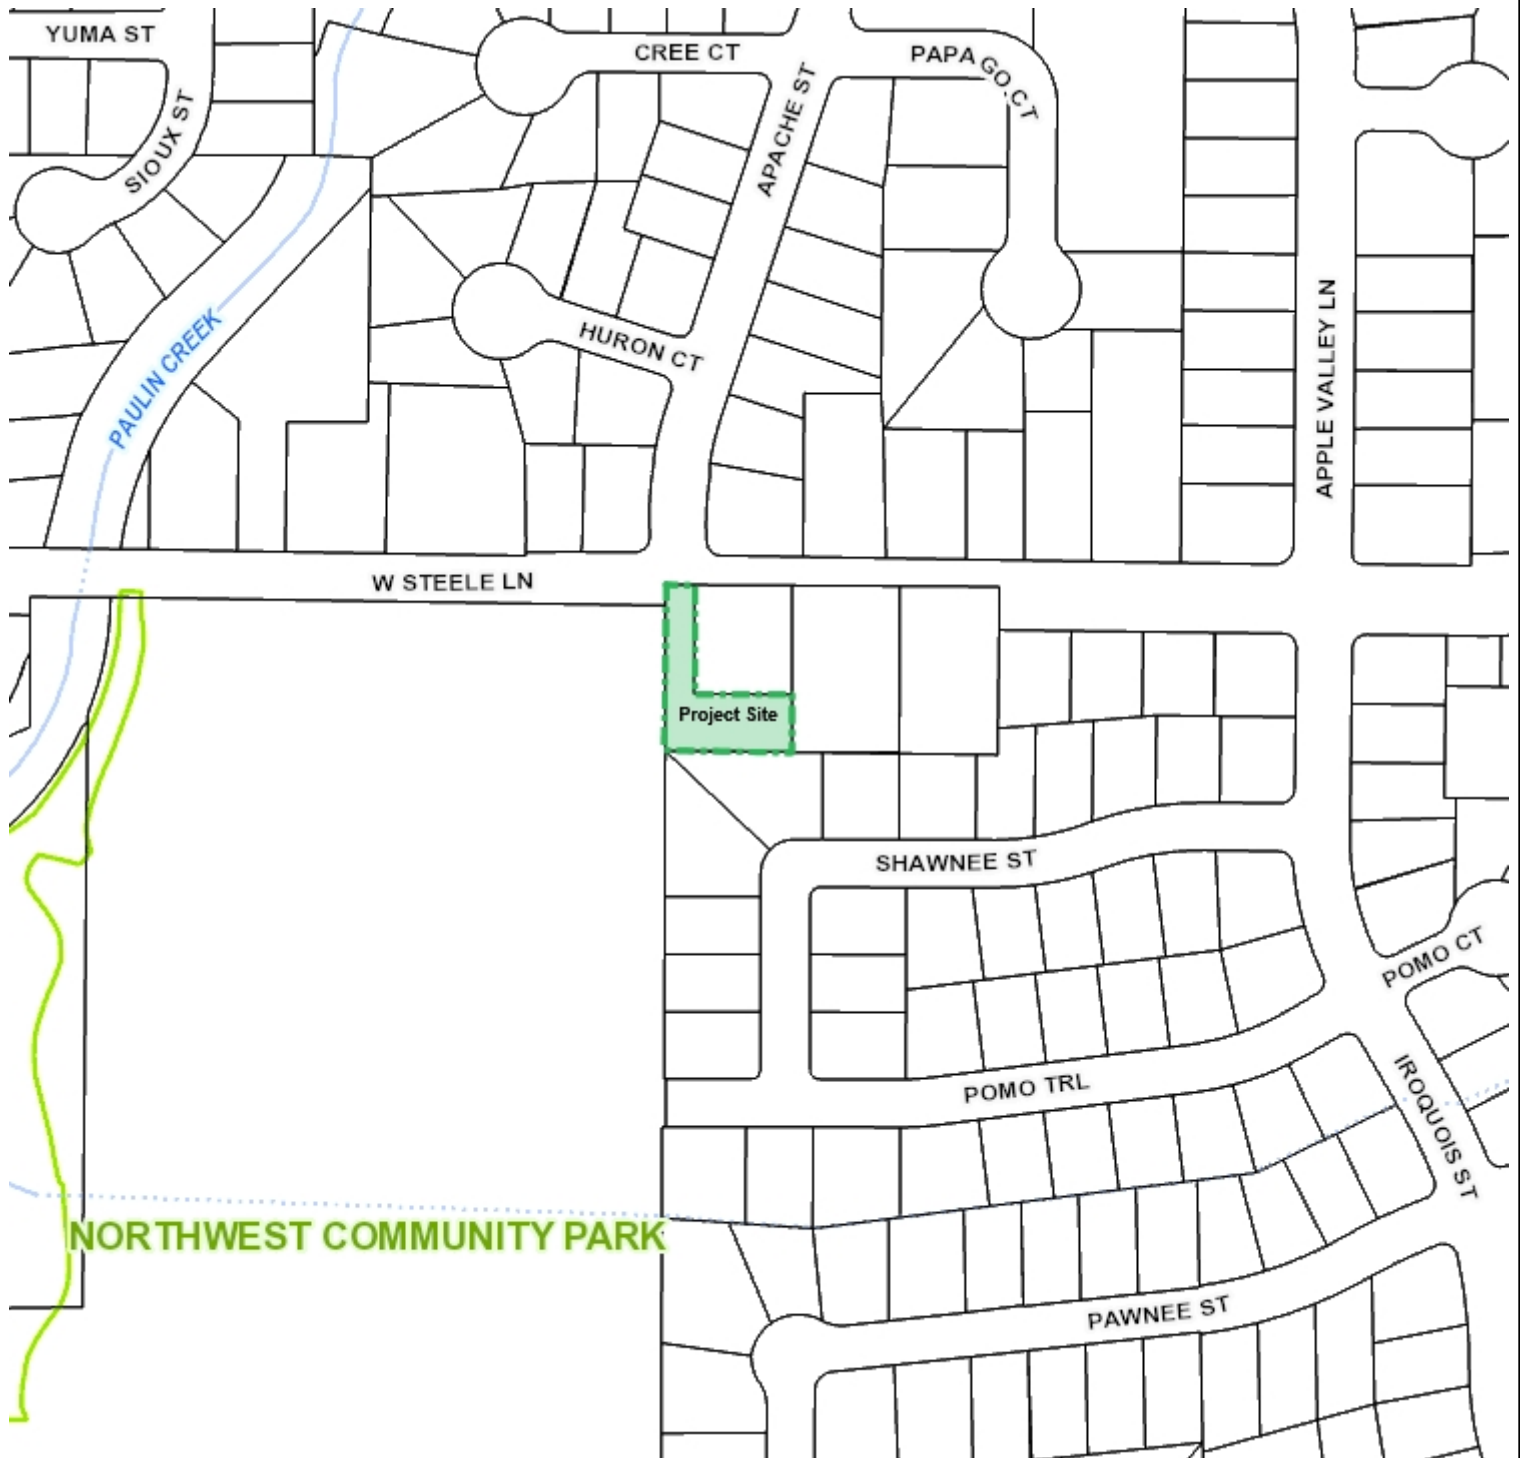 YUMA ST
CREE CT
PAPAGO CT
SIOUX ST
APACHE ST
PAULIN CREEK
HURON CT
APPLE VALLEY LN
W STEELE LN
Project Site
SHAWNEE ST
POMO CT
POMO TRL
IROQUOIS ST
NORTHWEST COMMUNITY PARK
PAWNEE ST